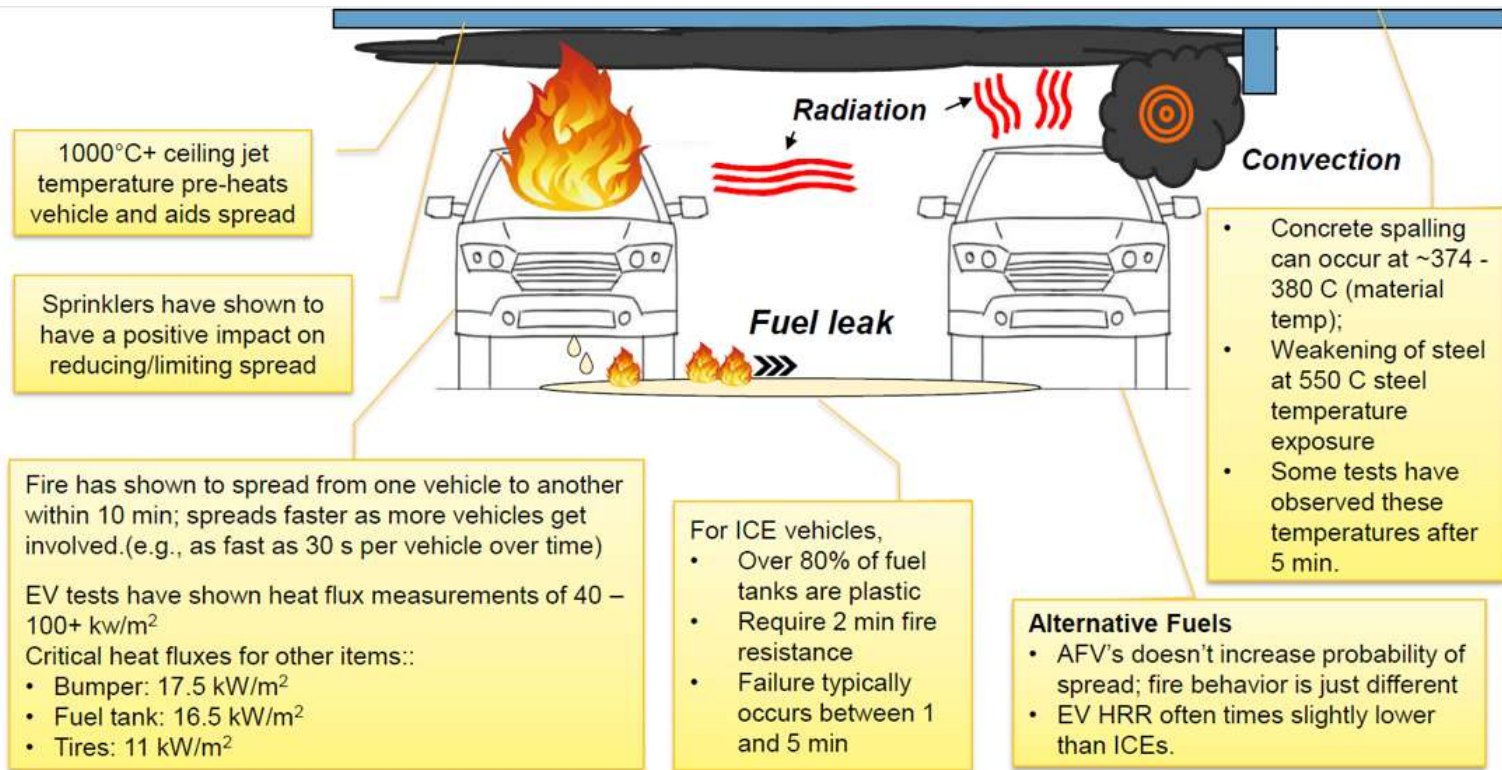 Radiation
Convection
1000°C+ ceiling jet
temperature pre-heats
vehicle and aids spread
Sprinklers have shown to
have a positive impact on
reducing/limiting spread
Fuel leak
• Concrete spalling
can occur at ~374 -
380 C (material
temp);
• Weakening of steel
at 550 C steel
temperature
exposure
• Some tests have
observed these
temperatures after
5 min.
Fire has shown to spread from one vehicle to another
within 10 min; spreads faster as more vehicles get
involved.(e.g., as fast as 30 s per vehicle over time)
EV tests have shown heat flux measurements of 40 –
100+ kw/m²
Critical heat fluxes for other items::
• Bumper: 17.5 kW/m²
• Fuel tank: 16.5 kW/m²
• Tires: 11 kW/m²
For ICE vehicles,
• Over 80% of fuel
tanks are plastic
• Require 2 min fire
resistance
• Failure typically
occurs between 1
and 5 min
Alternative Fuels
• AFV's doesn't increase probability of
spread; fire behavior is just different
• EV HRR often times slightly lower
than ICEs.